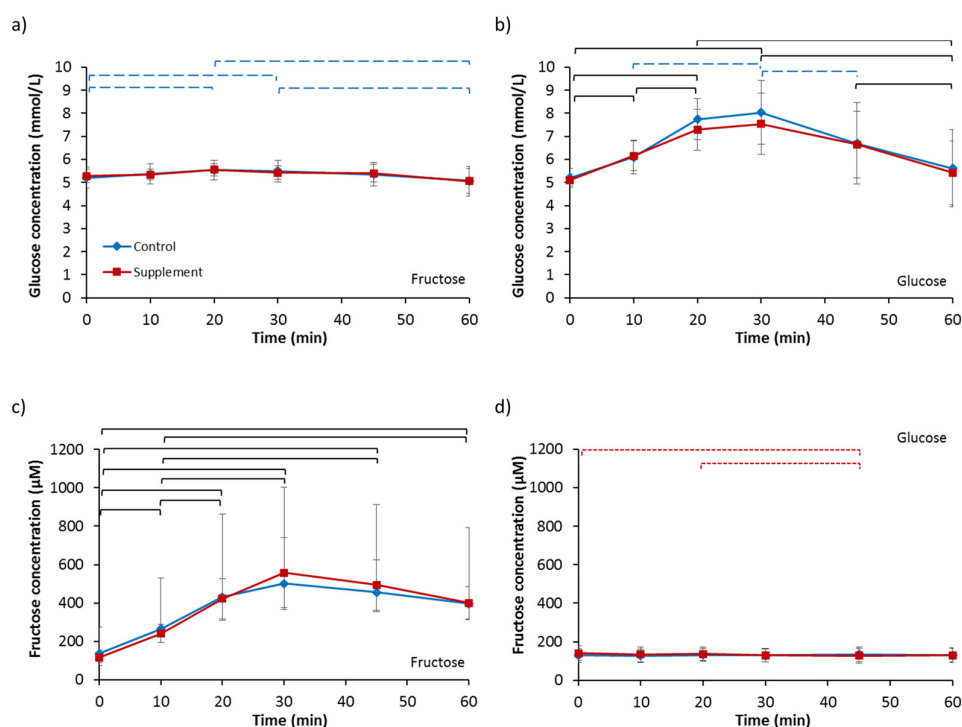 a)
Glucose concentration (mmol/L)
10
9
8
7
6
5
4
3
2
1
0
Control
Supplement
Fructose
0 10 20 30 40 50 60
Time (min)
b)
Glucose concentration (mmol/L)
10
9
8
7
6
5
4
3
2
1
0
Glucose
0 10 20 30 40 50 60
Time (min)
c)
Fructose concentration (µM)
1200
1000
800
600
400
200
0
Fructose
0 10 20 30 40 50 60
Time (min)
d)
Fructose concentration (µM)
1200
1000
800
600
400
200
0
Glucose
0 10 20 30 40 50 60
Time (min)